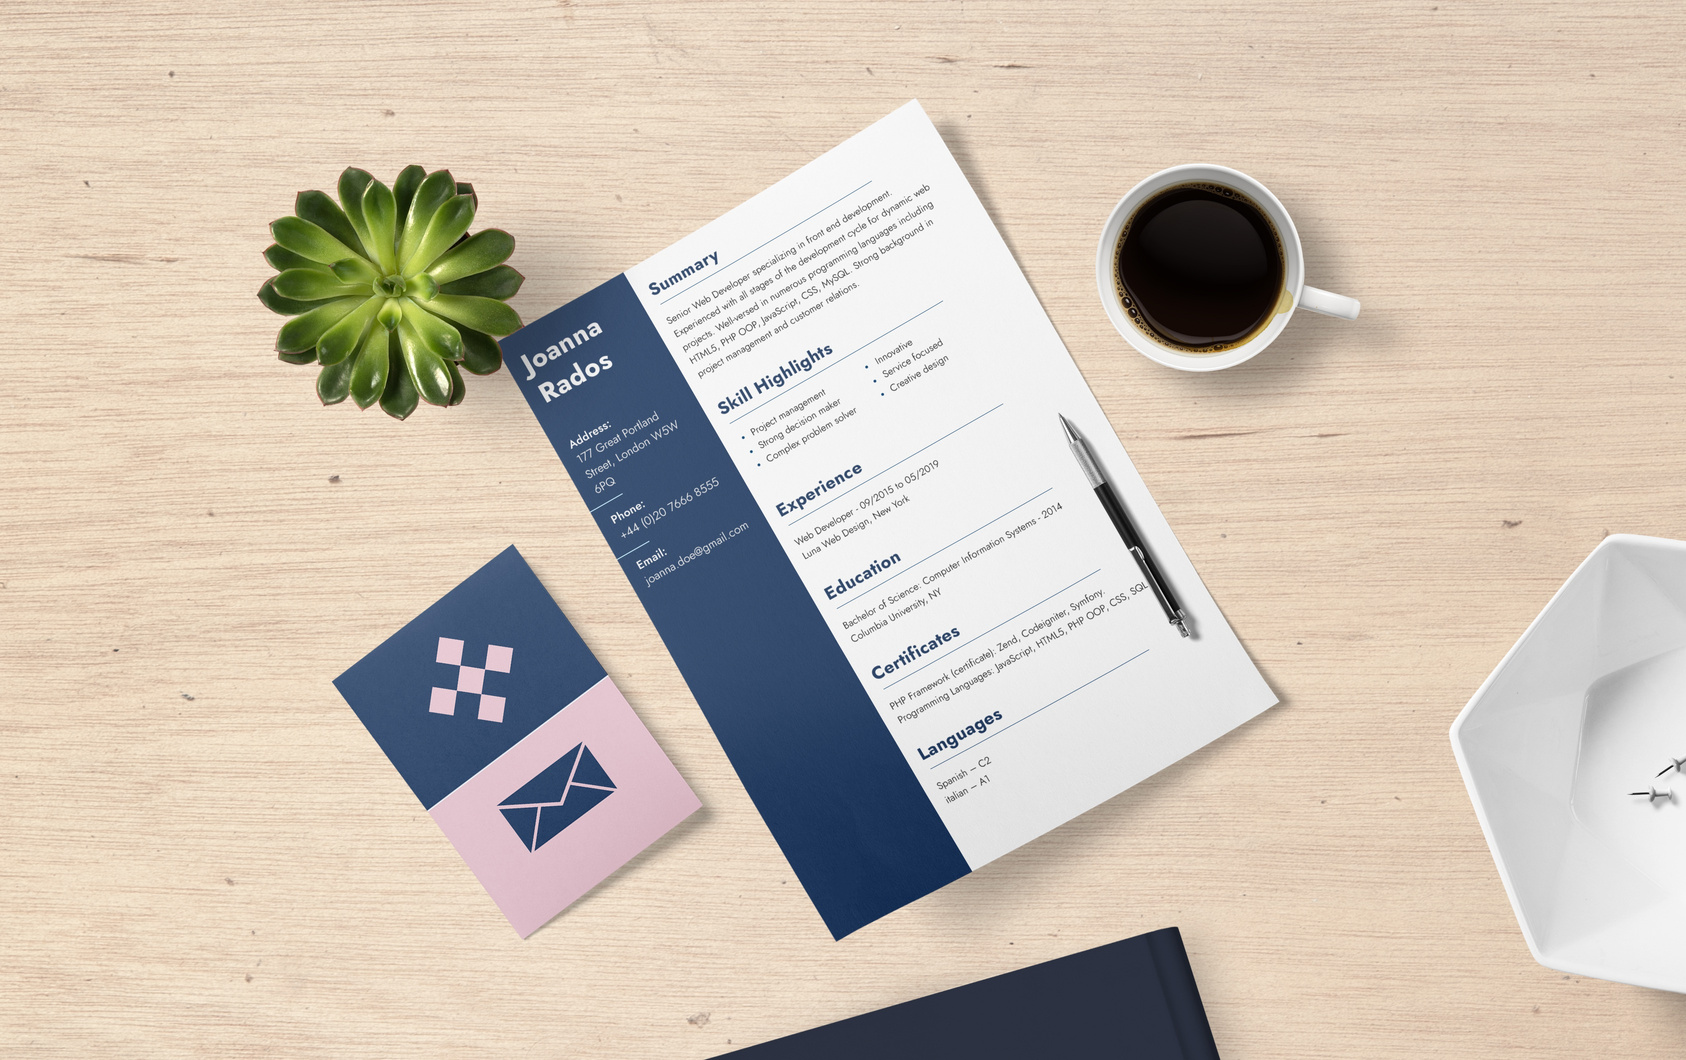 Joanna
Rados
Address:
177 Great Portland
Street, London W5W
6PQ
Phone:
+44 (0)20 7666 8555
Email:
joanna.doe@gmail.com
Summary
Senior Web Developer specializing in front end development.
Experienced with all stages of the development cycle for dynamic web
projects. Well-versed in numerous programming languages including
HTML5, PHP OOP, JavaScript, CSS, MySQL. Strong background in
project management and customer relations.
Skill Highlights
• Project management
• Strong decision maker
• Complex problem solver
• Innovative
• Service focused
• Creative design
Experience
Web Developer - 09/2015 to 05/2019
Luna Web Design, New York
Education
Bachelor of Science: Computer Information Systems - 2014
Columbia University, NY
Certificates
PHP Framework (certificate): Zend, Codeigniter, Symfony.
Programming Languages: JavaScript, HTML5, PHP OOP, CSS, SQL
Languages
Spanish – C2
italian – A1